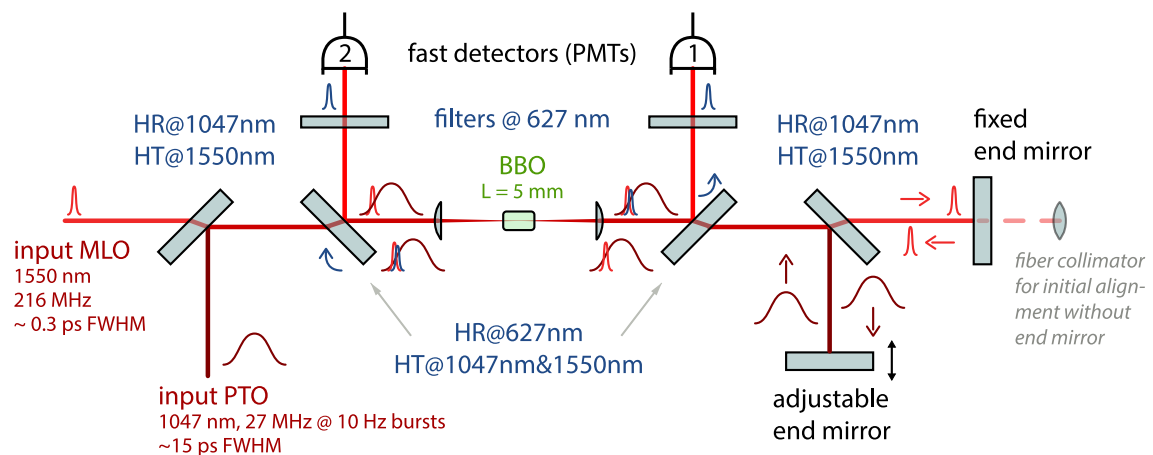 2
fast detectors (PMTs)
1
HR@1047nm
HT@1550nm
filters @ 627 nm
HR@1047nm
HT@1550nm
fixed
end mirror
BBO
L = 5 mm
input MLO
1550 nm
216 MHz
~ 0.3 ps FWHM
fiber collimator
for initial align-
ment without
end mirror
HR@627nm
HT@1047nm&1550nm
input PTO
1047 nm, 27 MHz @ 10 Hz bursts
~15 ps FWHM
adjustable
end mirror